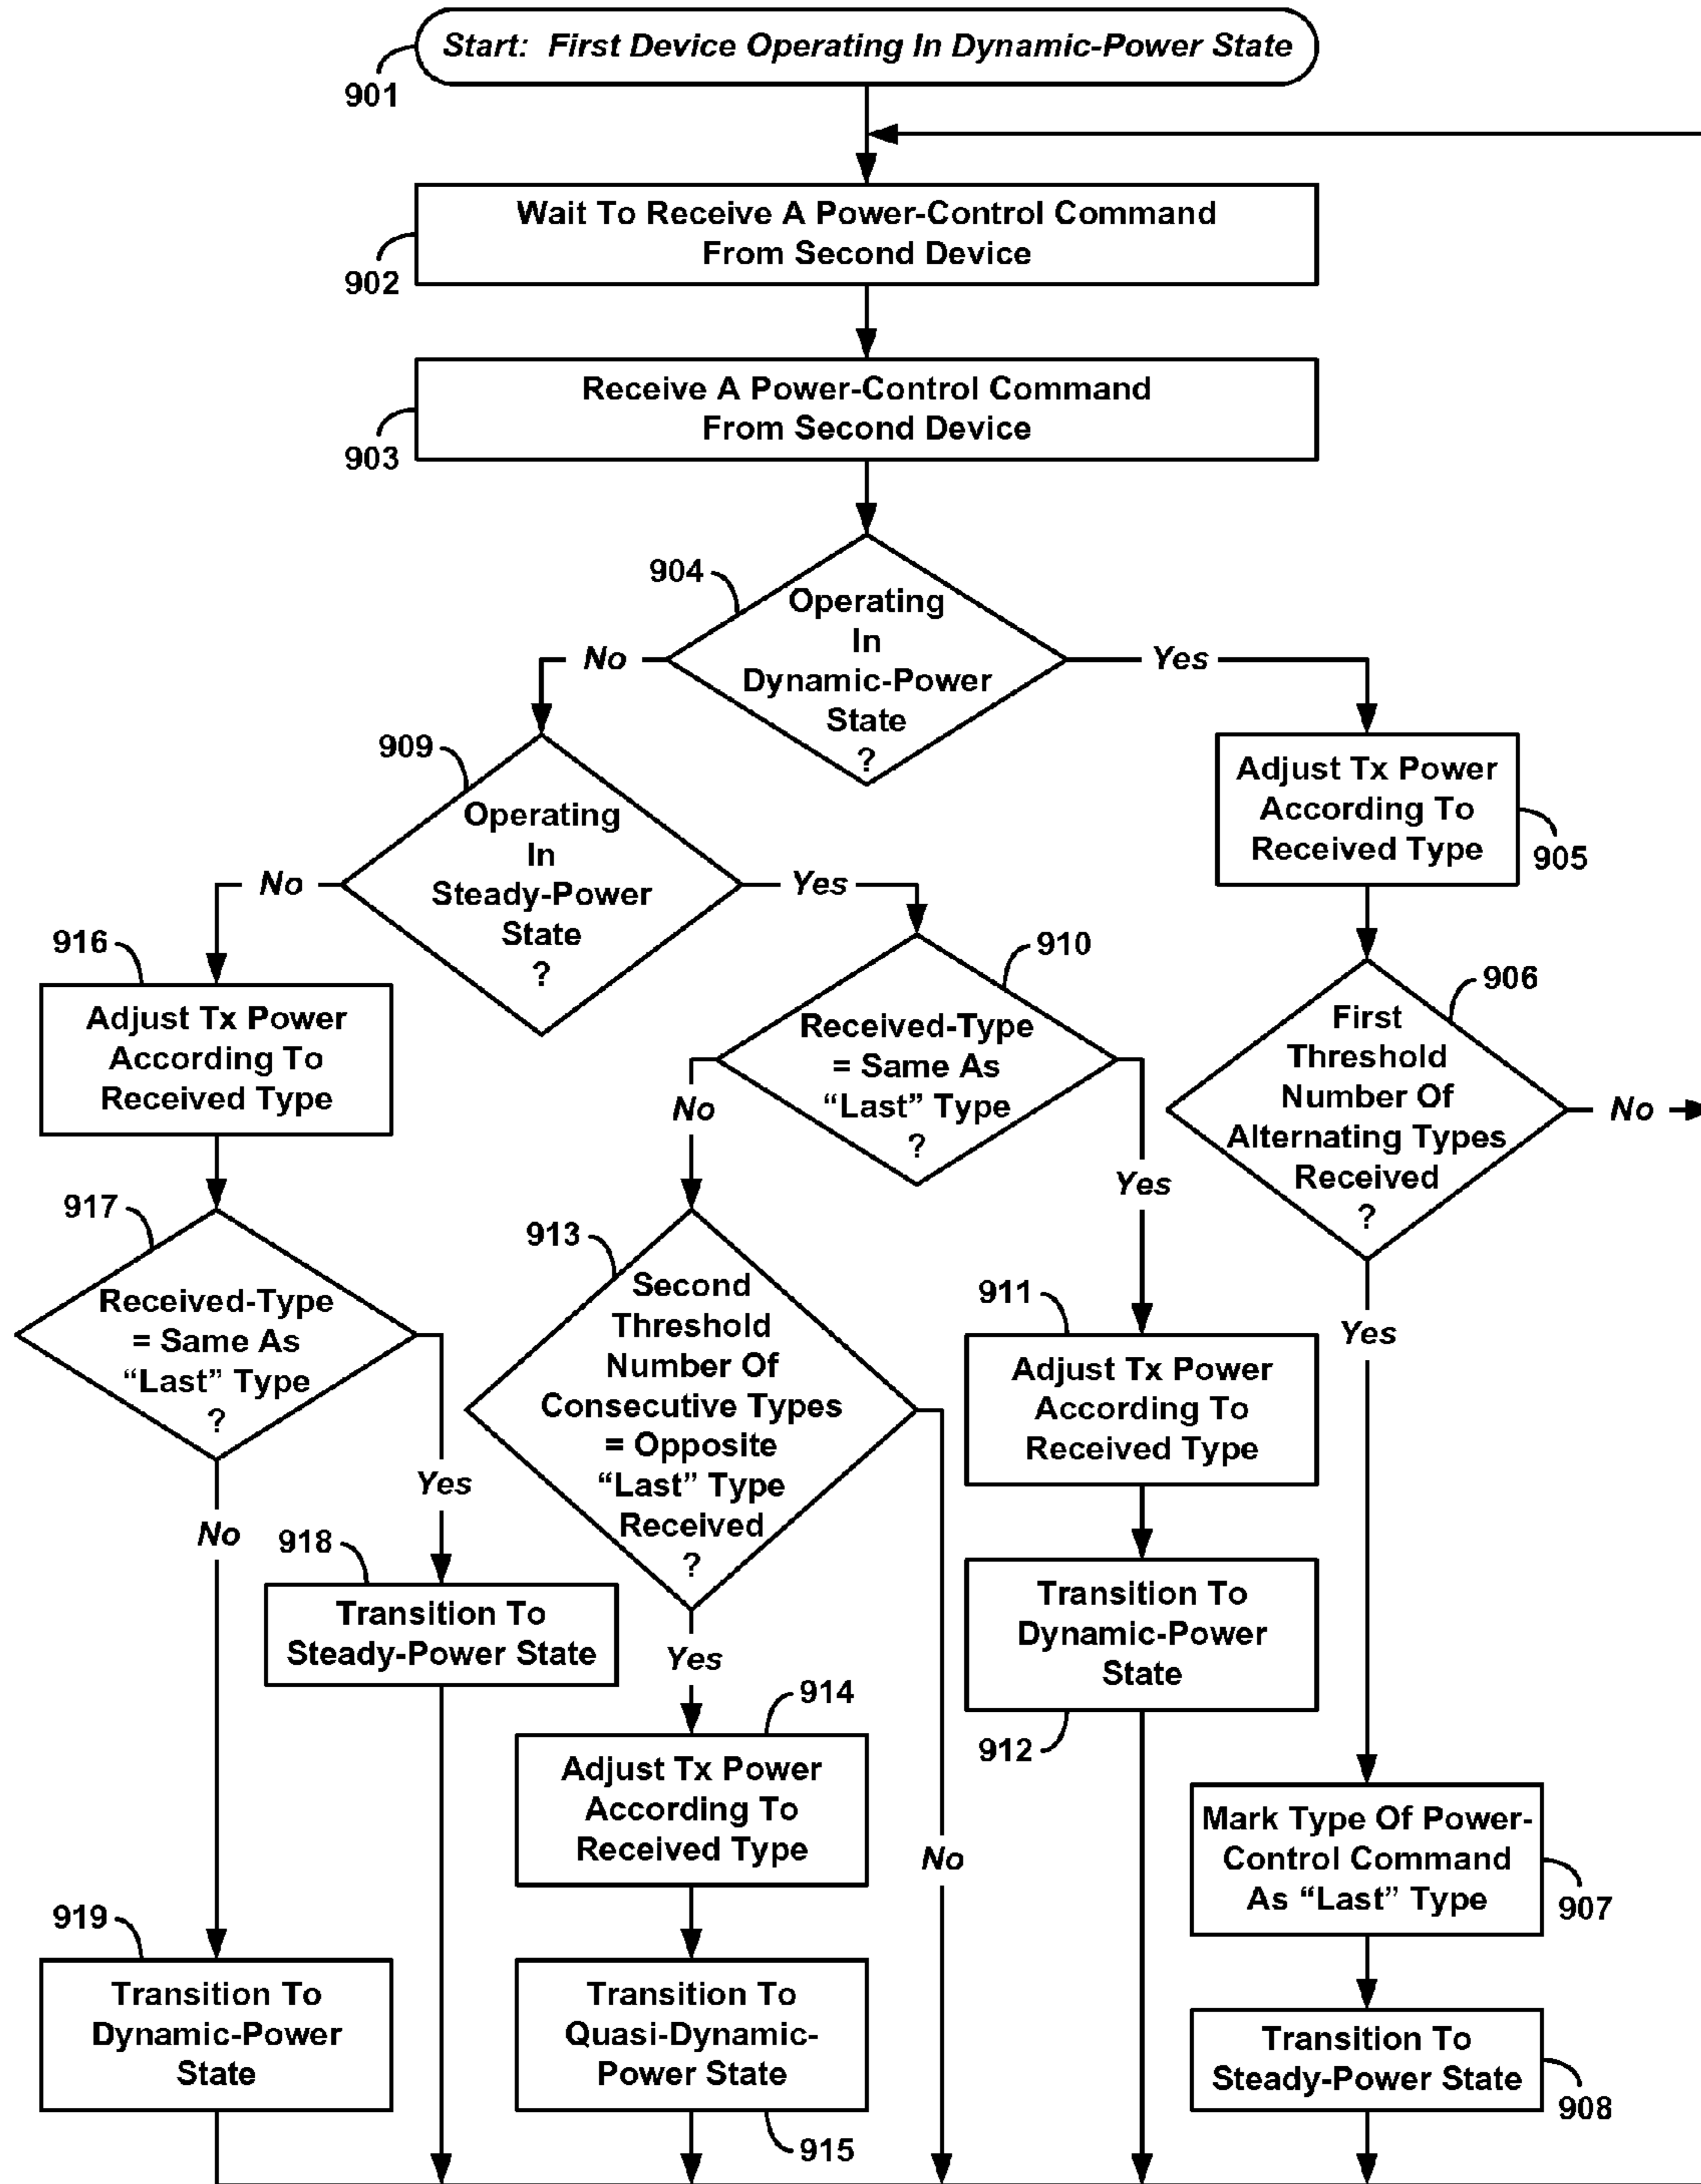 Start: First Device Operating In Dynamic-Power State
901
Wait To Receive A Power-Control Command
From Second Device
902
Receive A Power-Control Command
From Second Device
903
904
Operating
In
Dynamic-Power
State
?
No
Yes
909
Operating
In
Steady-Power
State
?
No
Yes
Adjust Tx Power
According To
Received Type
905
916
Adjust Tx Power
According To
Received Type
910
Received-Type
= Same As
“Last” Type
?
No
Yes
906
First
Threshold
Number Of
Alternating Types
Received
?
No
Yes
917
Received-Type
= Same As
“Last” Type
?
No
Yes
913
Second
Threshold
Number Of
Consecutive Types
= Opposite
“Last” Type
Received
?
Yes
No
911
Adjust Tx Power
According To
Received Type
918
Transition To
Steady-Power State
Transition To
Dynamic-Power
State
912
914
Adjust Tx Power
According To
Received Type
Mark Type Of Power-
Control Command
As “Last” Type
907
919
Transition To
Dynamic-Power
State
Transition To
Quasi-Dynamic-
Power State
915
Transition To
Steady-Power State
908